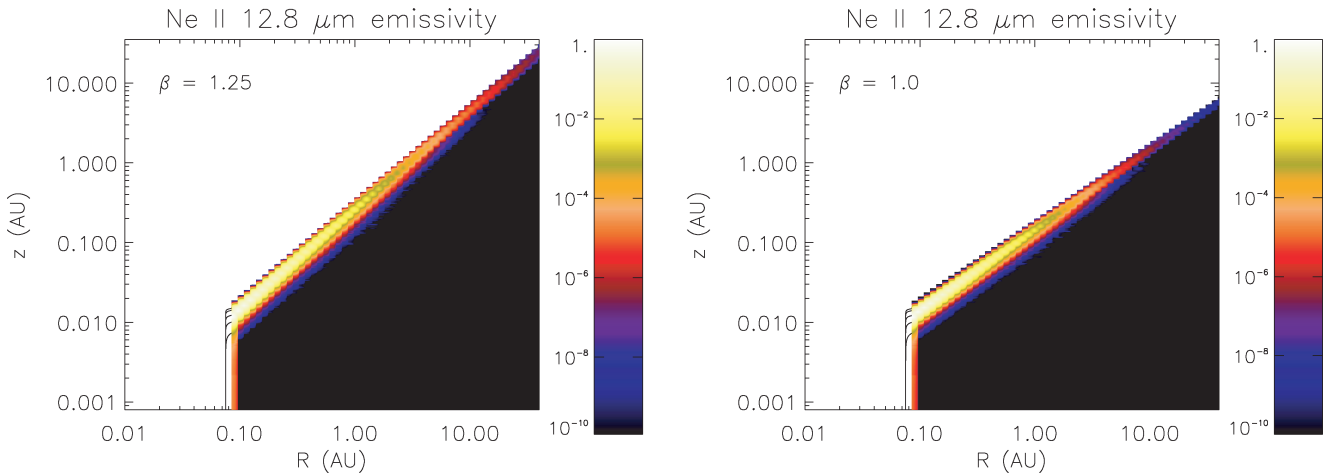 Ne II 12.8 μm emissivity
β = 1.25
z (AU)
10.000
1.000
0.100
0.010
0.001
0.01 0.10 1.00 10.00
R (AU)
1.
10⁻²
10⁻⁴
10⁻⁶
10⁻⁸
10⁻¹⁰
Ne II 12.8 μm emissivity
β = 1.0
z (AU)
10.000
1.000
0.100
0.010
0.001
0.01 0.10 1.00 10.00
R (AU)
1.
10⁻²
10⁻⁴
10⁻⁶
10⁻⁸
10⁻¹⁰